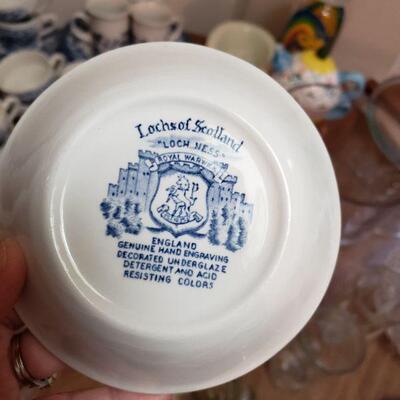 Lochs of Scotland
"LOCH NESS"
ROYAL WARWICK
ENGLAND
GENUINE HAND ENGRAVING
DECORATED UNDERGLAZE
DETERGENT AND ACID
RESISTING COLORS